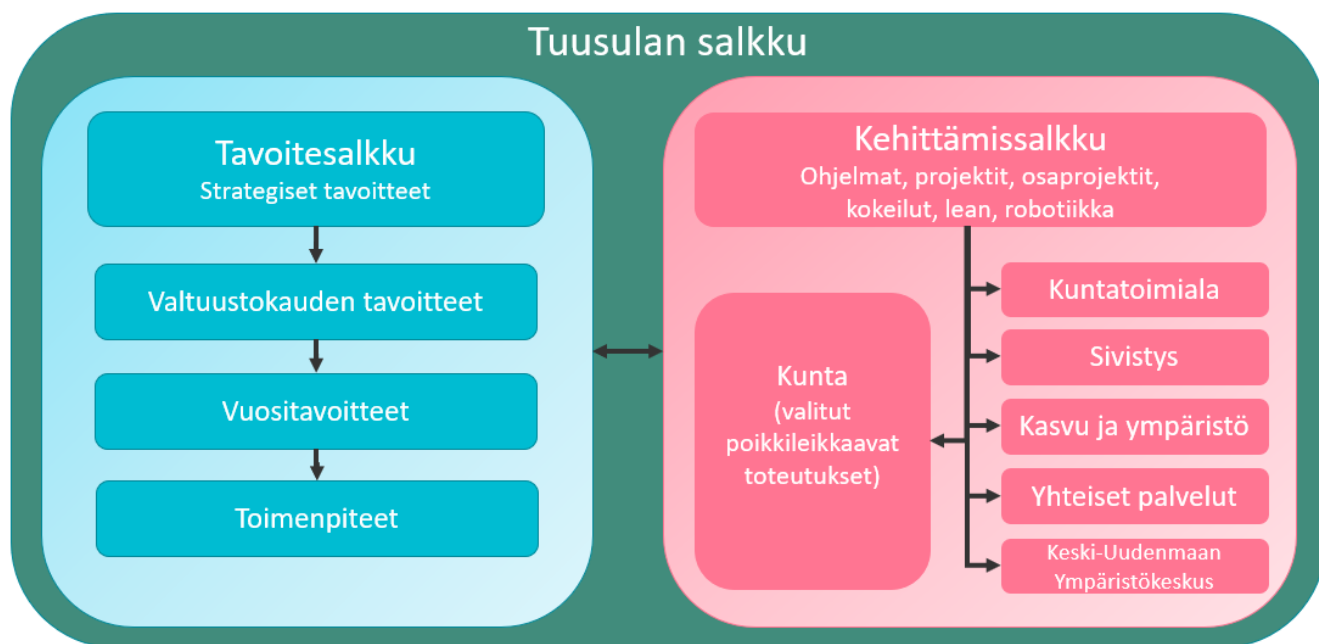 Tuusulan salkku
Tavoitesalkku
Strategiset tavoitteet
Valtuustokauden tavoitteet
Vuositavoitteet
Toimenpiteet
Kehittämissalkku
Ohjelmat, projektit, osaprojektit,
kokeilut, lean, robotiikka
Kunta
(valitut
poikkileikkaavat
toteutukset)
Kuntatoimiala
Sivistys
Kasvu ja ympäristö
Yhteiset palvelut
Keski-Uudenmaan
Ympäristökeskus